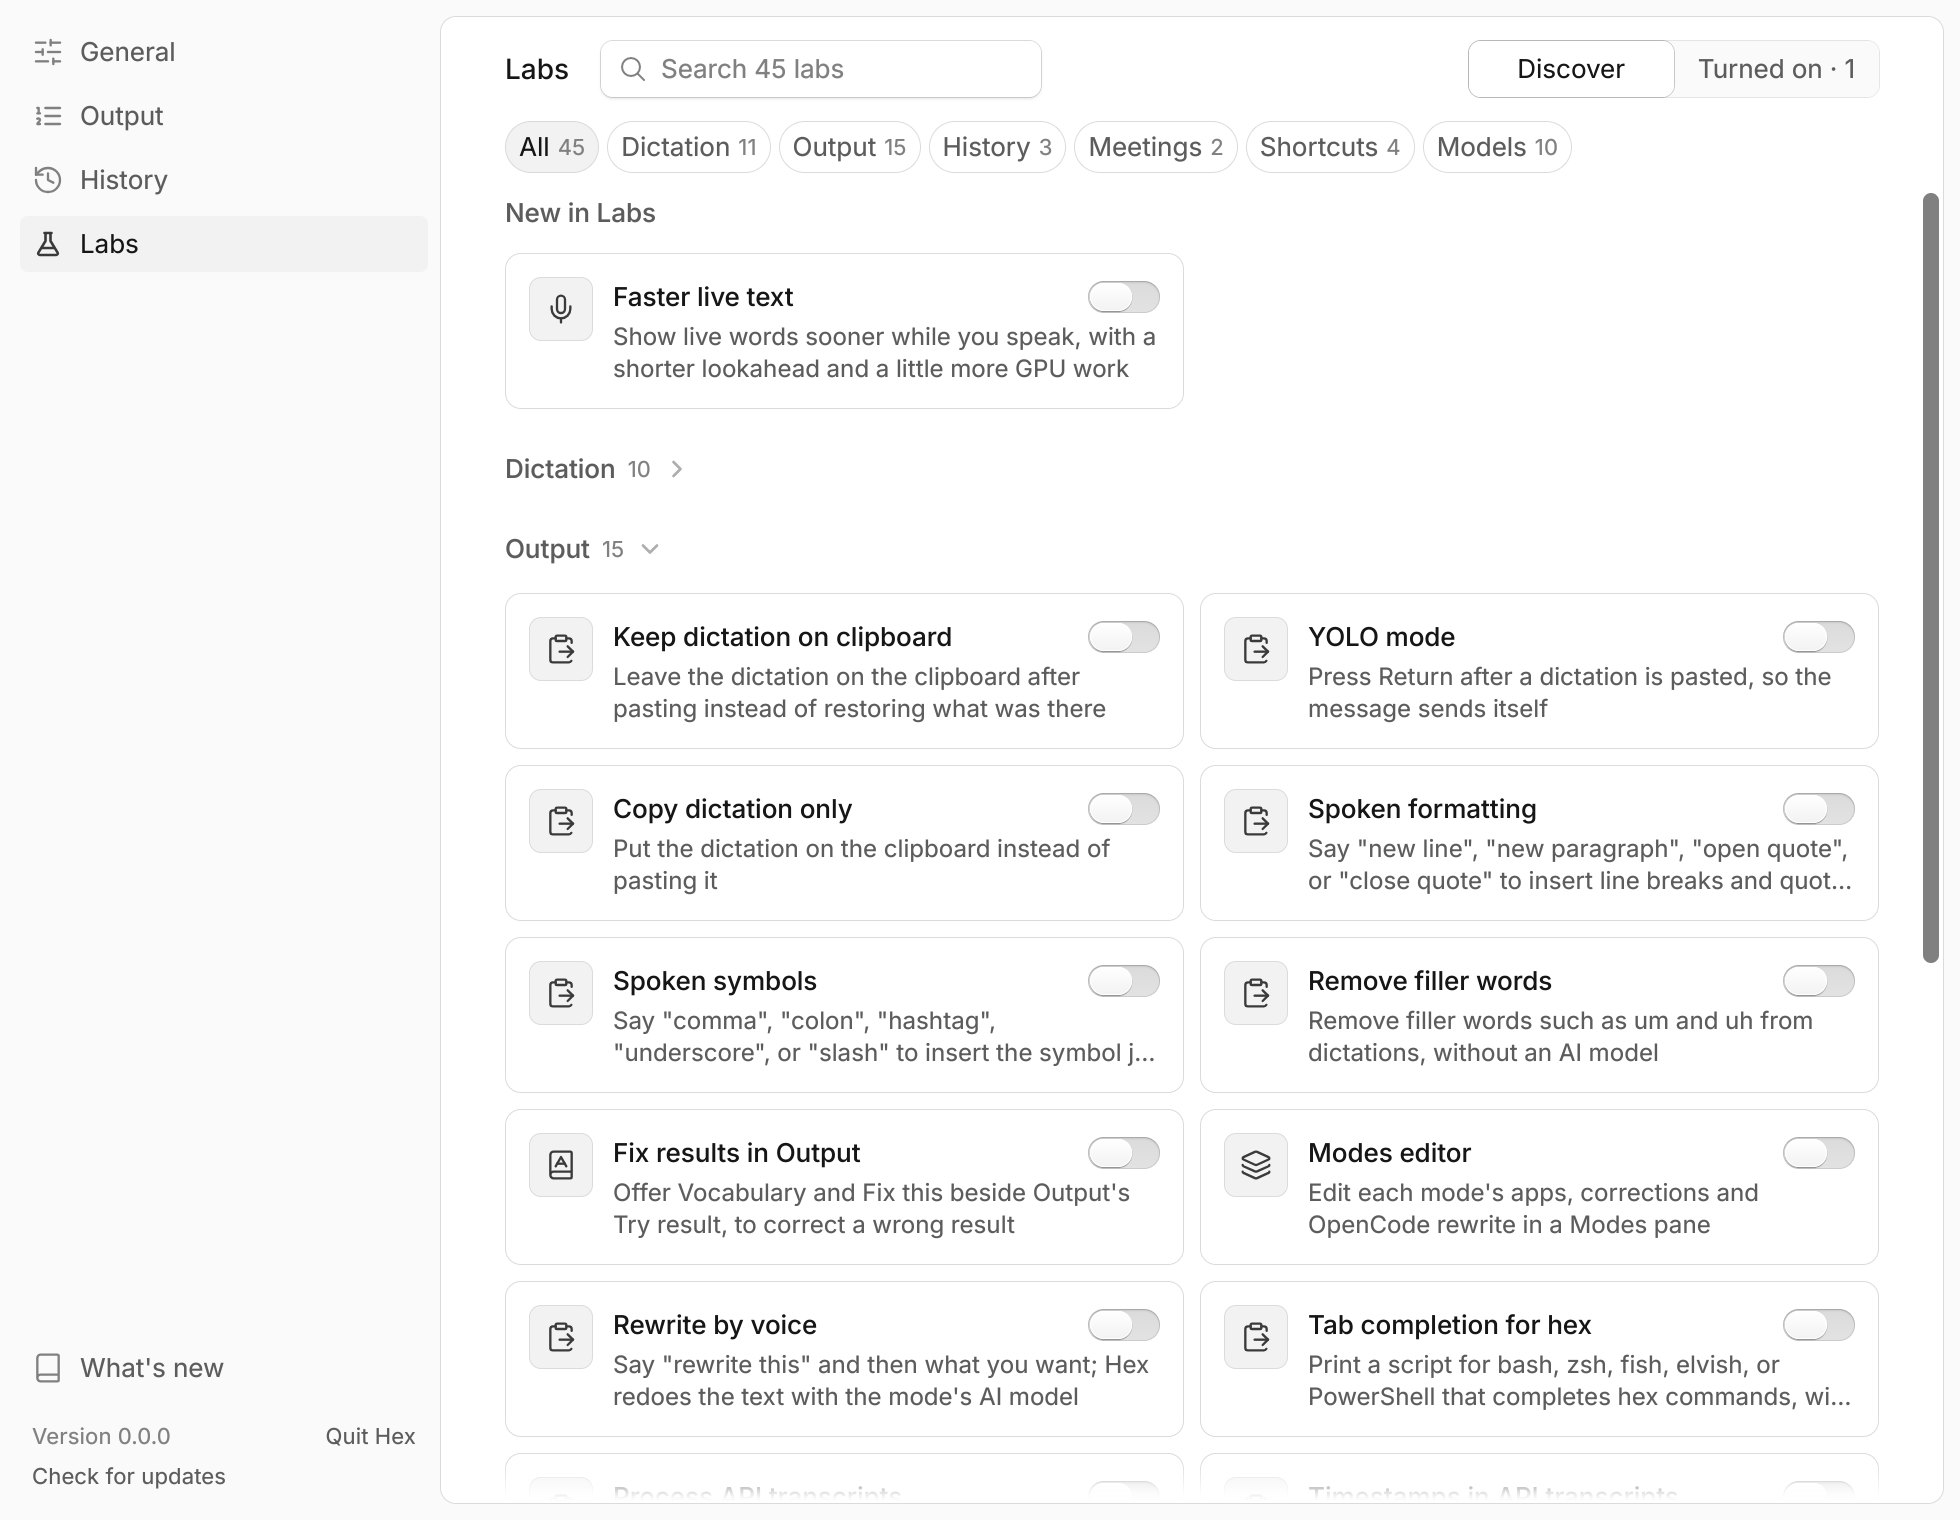 General
Output
History
Labs
What's new
Version 0.0.0
Quit Hex
Check for updates
Labs
Search 45 labs
Discover
Turned on · 1
All 45
Dictation 11
Output 15
History 3
Meetings 2
Shortcuts 4
Models 10
New in Labs
Faster live text
Show live words sooner while you speak, with a
shorter lookahead and a little more GPU work
Dictation 10
Output 15
Keep dictation on clipboard
Leave the dictation on the clipboard after
pasting instead of restoring what was there
YOLO mode
Press Return after a dictation is pasted, so the
message sends itself
Copy dictation only
Put the dictation on the clipboard instead of
pasting it
Spoken formatting
Say "new line", "new paragraph", "open quote",
or "close quote" to insert line breaks and quot...
Spoken symbols
Say "comma", "colon", "hashtag",
"underscore", or "slash" to insert the symbol j...
Remove filler words
Remove filler words such as um and uh from
dictations, without an AI model
Fix results in Output
Offer Vocabulary and Fix this beside Output's
Try result, to correct a wrong result
Modes editor
Edit each mode's apps, corrections and
OpenCode rewrite in a Modes pane
Rewrite by voice
Say "rewrite this" and then what you want; Hex
redoes the text with the mode's AI model
Tab completion for hex
Print a script for bash, zsh, fish, elvish, or
PowerShell that completes hex commands, wi...
Process API transcripts
Timestamps in API transcripts